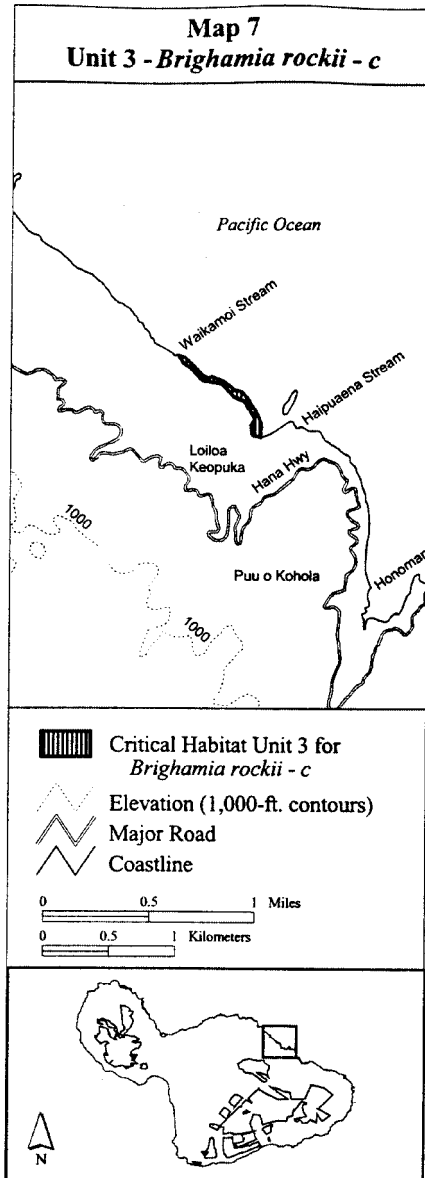 Map 7
Unit 3 - Brighamia rockii - c
Pacific Ocean
Waikamoi Stream
Haipuaena Stream
Loiloa
Keopuka
Hana Hwy
1000
Puu o Kohola
Honoman
1000
Critical Habitat Unit 3 for
Brighamia rockii - c
Elevation (1,000-ft. contours)
Major Road
Coastline
0 0.5 1 Miles
0 0.5 1 Kilometers
N